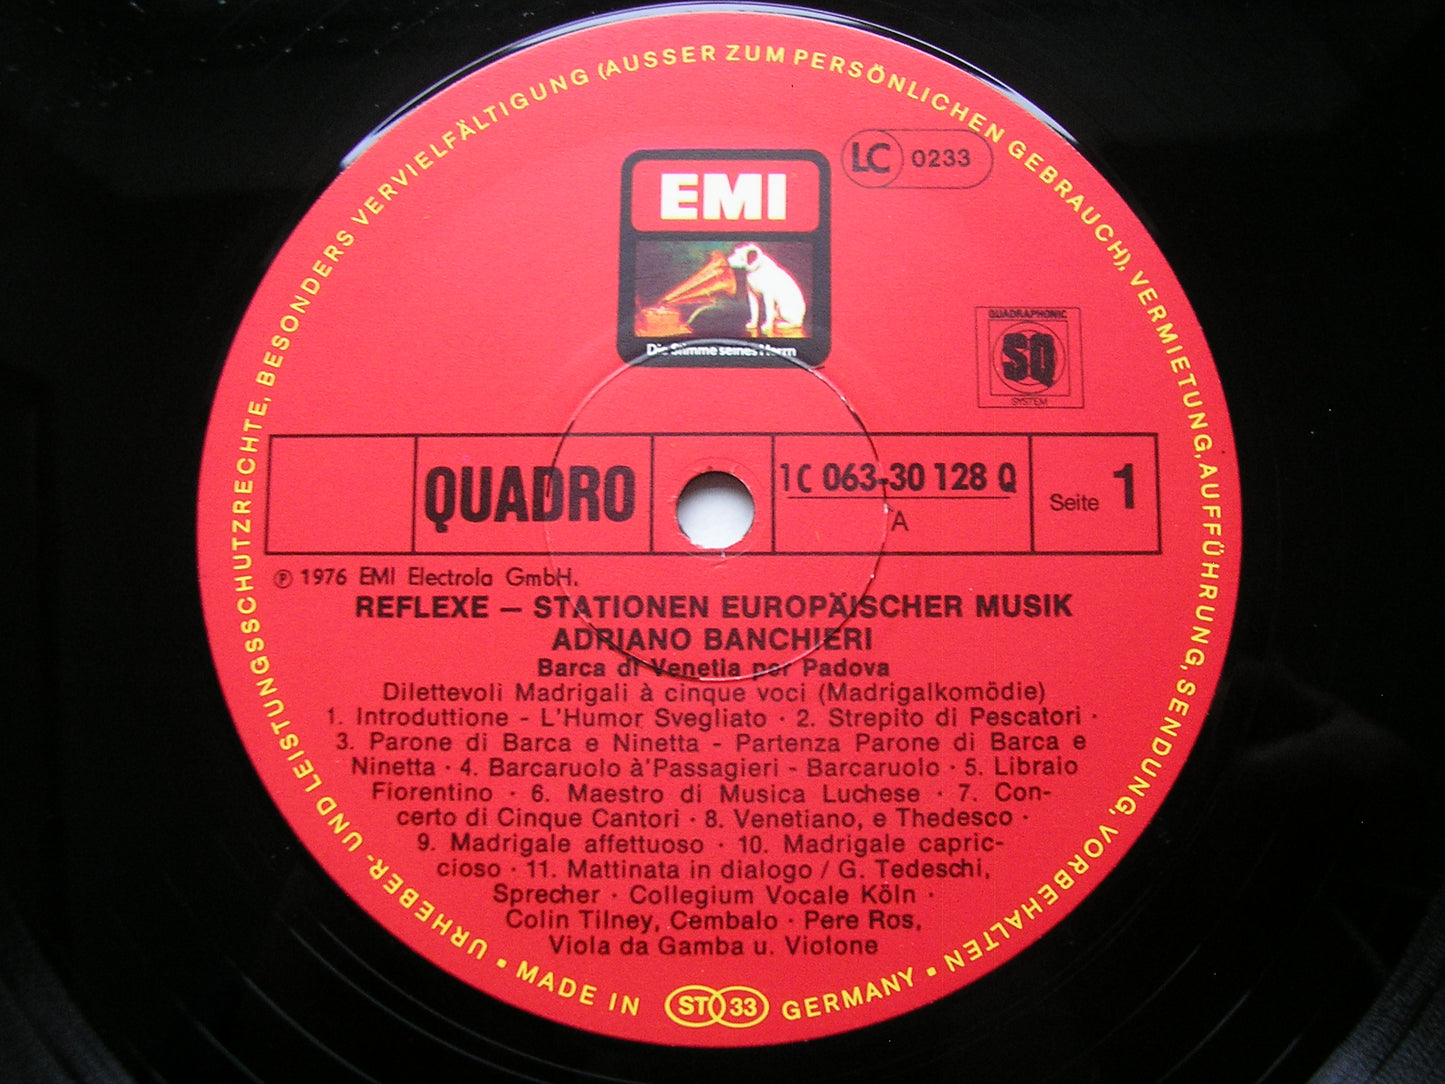 URHEBER- UND LEISTUNGSSCHUTZRECHTE, BESONDERS VERVIELFÄLTIGUNG (AUSSER ZUM PERSÖNLICHEN GEBRAUCH), VERMIETUNG, AUFFÜHRUNG, SENDUNG, VORBEHALTEN
LC 0233
EMI
Die Stimme seines Herrn
QUADRAPHONIC
SQ
SYSTEM
QUADRO
1C 063-30 128 Q
A
Seite 1
℗ 1976 EMI Electrola GmbH.
REFLEXE – STATIONEN EUROPÄISCHER MUSIK
ADRIANO BANCHIERI
Barca di Venetia per Padova
Dilettevoli Madrigali à cinque voci (Madrigalkomödie)
1. Introduttione - L'Humor Svegliato · 2. Strepito di Pescatori ·
3. Parone di Barca e Ninetta - Partenza Parone di Barca e
Ninetta · 4. Barcaruolo à'Passagieri - Barcaruolo · 5. Libraio
Fiorentino · 6. Maestro di Musica Luchese · 7. Con-
certo di Cinque Cantori · 8. Venetiano, e Thedesco ·
9. Madrigale affettuoso · 10. Madrigale capric-
cioso · 11. Mattinata in dialogo / G. Tedeschi,
Sprecher · Collegium Vocale Köln ·
Colin Tilney, Cembalo · Pere Ros,
Viola da Gamba u. Violone
• MADE IN ST 33 GERMANY •